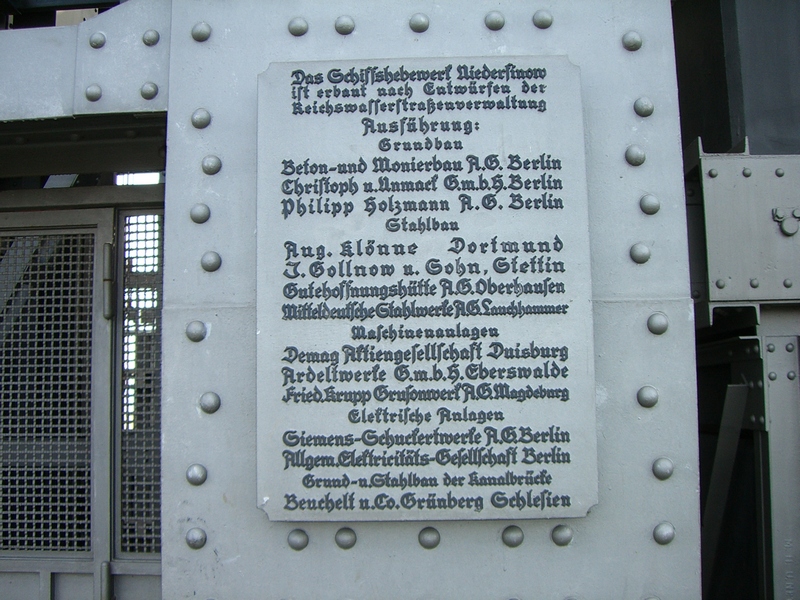 Das Schiffshebewerk Niederfinow
ist erbaut nach Entwürfen der
Reichswasserstraßenverwaltung
Ausführung:
Grundbau
Beton-und Monierbau A.G. Berlin
Christoph u. Unmack G.m.b.H. Berlin
Philipp Holzmann A.G. Berlin
Stahlbau
Aug. Klönne Dortmund
J. Gollnow u. Sohn, Stettin
Gutehoffnungshütte A.G. Oberhausen
Mitteldeutsche Stahlwerke A.G. Lauchhammer
Maschinenanlagen
Demag Aktiengesellschaft Duisburg
Ardeltwerke G.m.b.H. Eberswalde
Fried. Krupp Grusonwerk A.G. Magdeburg
Elektrische Anlagen
Siemens-Schuckertwerke A.G. Berlin
Allgem. Elektricitäts-Gesellschaft Berlin
Grund-u. Stahlbau der Kanalbrücke
Beuchelt u. Co. Grünberg Schlesien